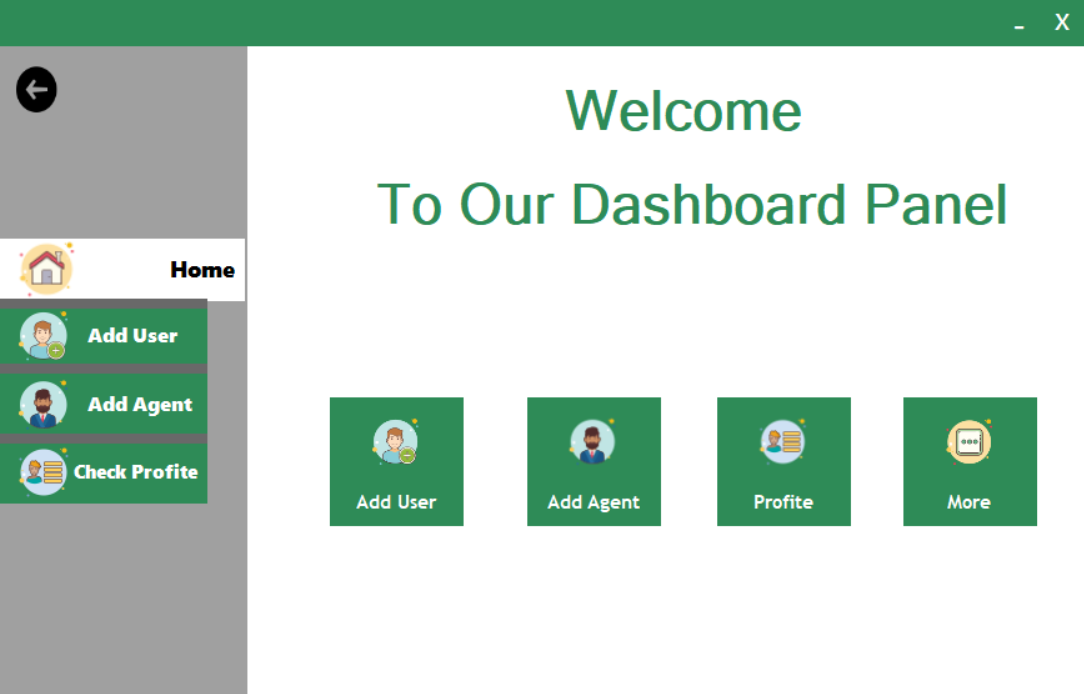 _ X
Welcome
To Our Dashboard Panel
Home
Add User
Add Agent
Check Profite
Add User
Add Agent
Profite
More